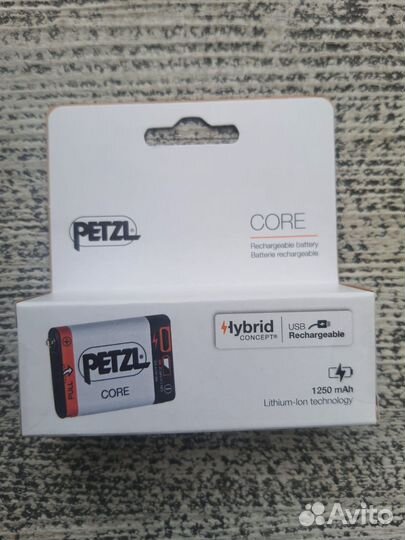 PETZL
CORE
Rechargeable battery
Batterie rechargeable
PETZL
CORE
PULL
Hybrid
CONCEPT®
USB
Rechargeable
1250 mAh
Lithium-Ion technology
Avito